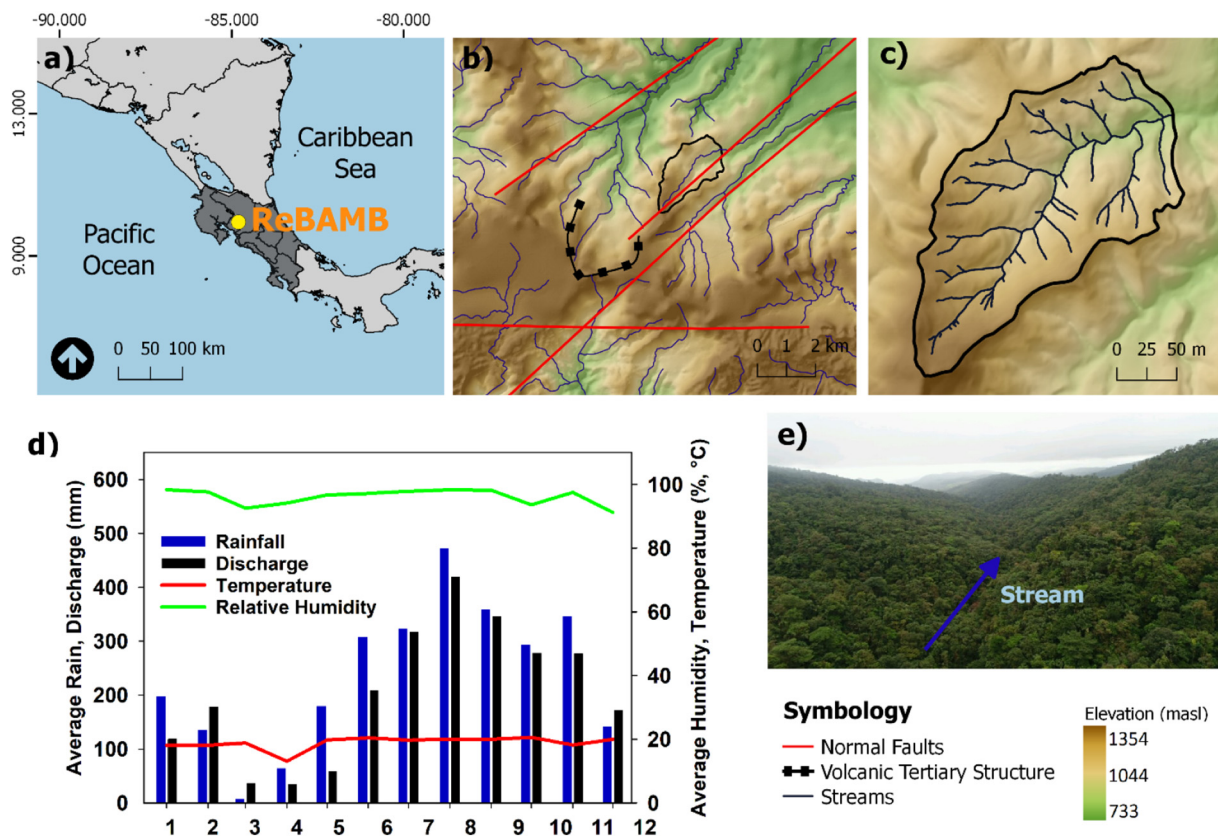 -90.000 -85.000 -80.000
13.000
9.000
a)
Caribbean
Sea
ReBAMB
Pacific
Ocean
0 50 100 km
b)
0 1 2 km
c)
0 25 50 m
d)
Average Rain, Discharge (mm)
600
500
400
300
200
100
0
Rainfall
Discharge
Temperature
Relative Humidity
100
80
60
40
20
0
Average Humidity, Temperature (%, °C)
1 2 3 4 5 6 7 8 9 10 11 12
e)
Stream
Symbology
Normal Faults
Volcanic Tertiary Structure
Streams
Elevation (masl)
1354
1044
733